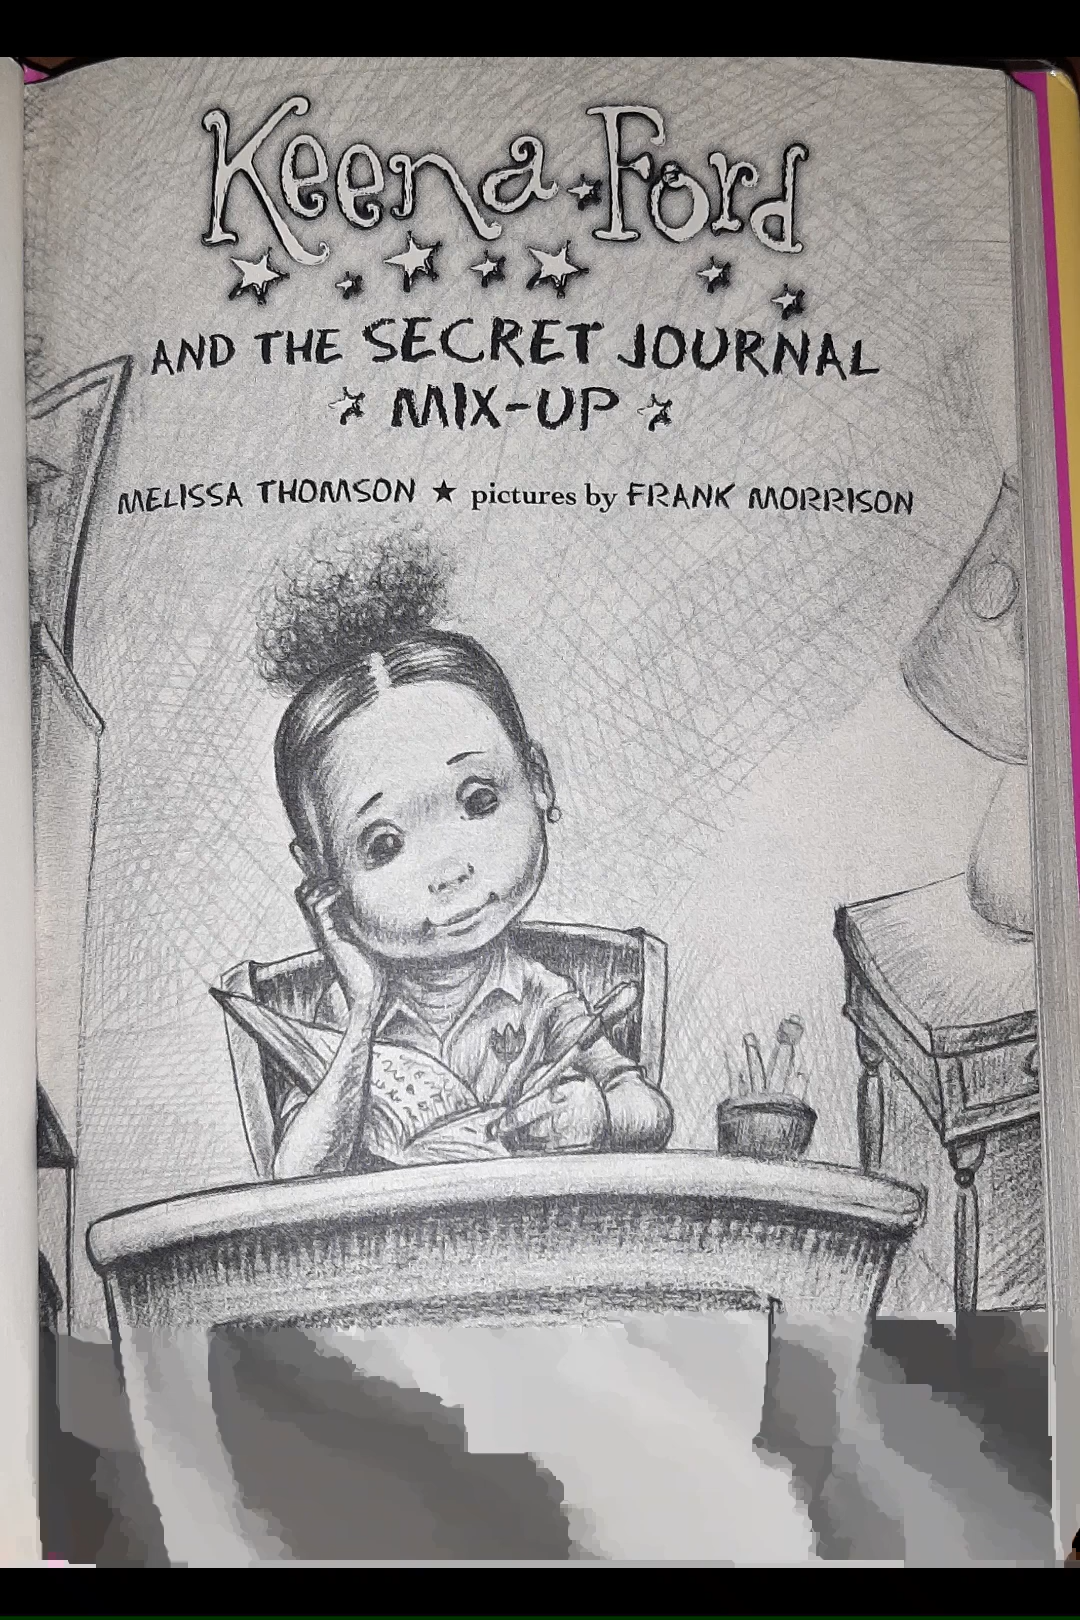 Keena Ford
AND THE SECRET JOURNAL
MIX-UP
MELISSA THOMSON ★ pictures by FRANK MORRISON